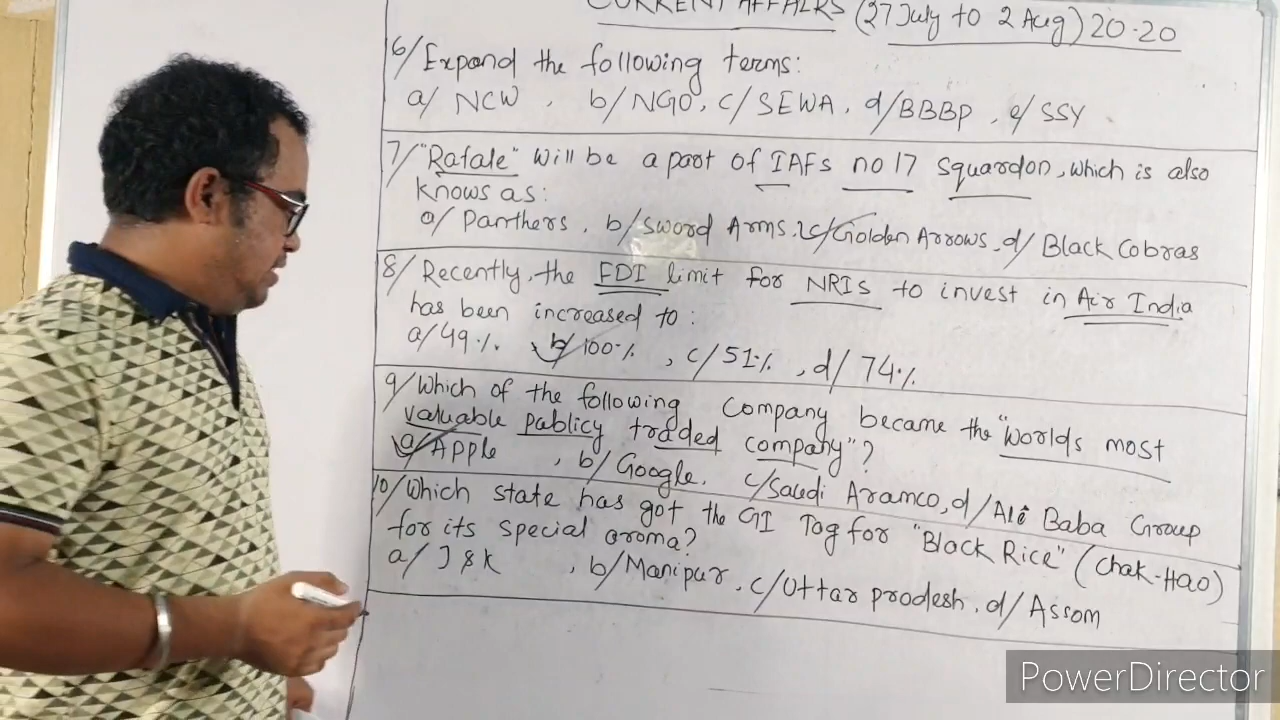 CURRENT AFFAIRS (27 July to 2 Aug) 20·20
6/ Expand the following terms:
a/ NCW , b/ NGO, c/ SEWA, d/ BBBP, e/ SSY
7/ "Rafale" will be a part of IAFs no 17 squardon, which is also
knows as:
a/ Panthers, b/ Sword Arms, c/ Golden Arrows, d/ Black Cobras
8/ Recently, the FDI limit for NRIS to invest in Air India
has been increased to:
a/ 49·/. b/ 100·/. , c/ 51·/. , d/ 74·/.
9/ Which of the following company became the "Worlds most
valuable pablicy traded company"?
a/ Apple , b/ Google, c/ Saudi Aramco, d/ Ali Baba Group
10/ Which state has got the GI Tag for "Black Rice" (Chak-Hao)
for its special aroma?
a/ J & K , b/ Manipur, c/ Uttar pradesh, d/ Assam
PowerDirector